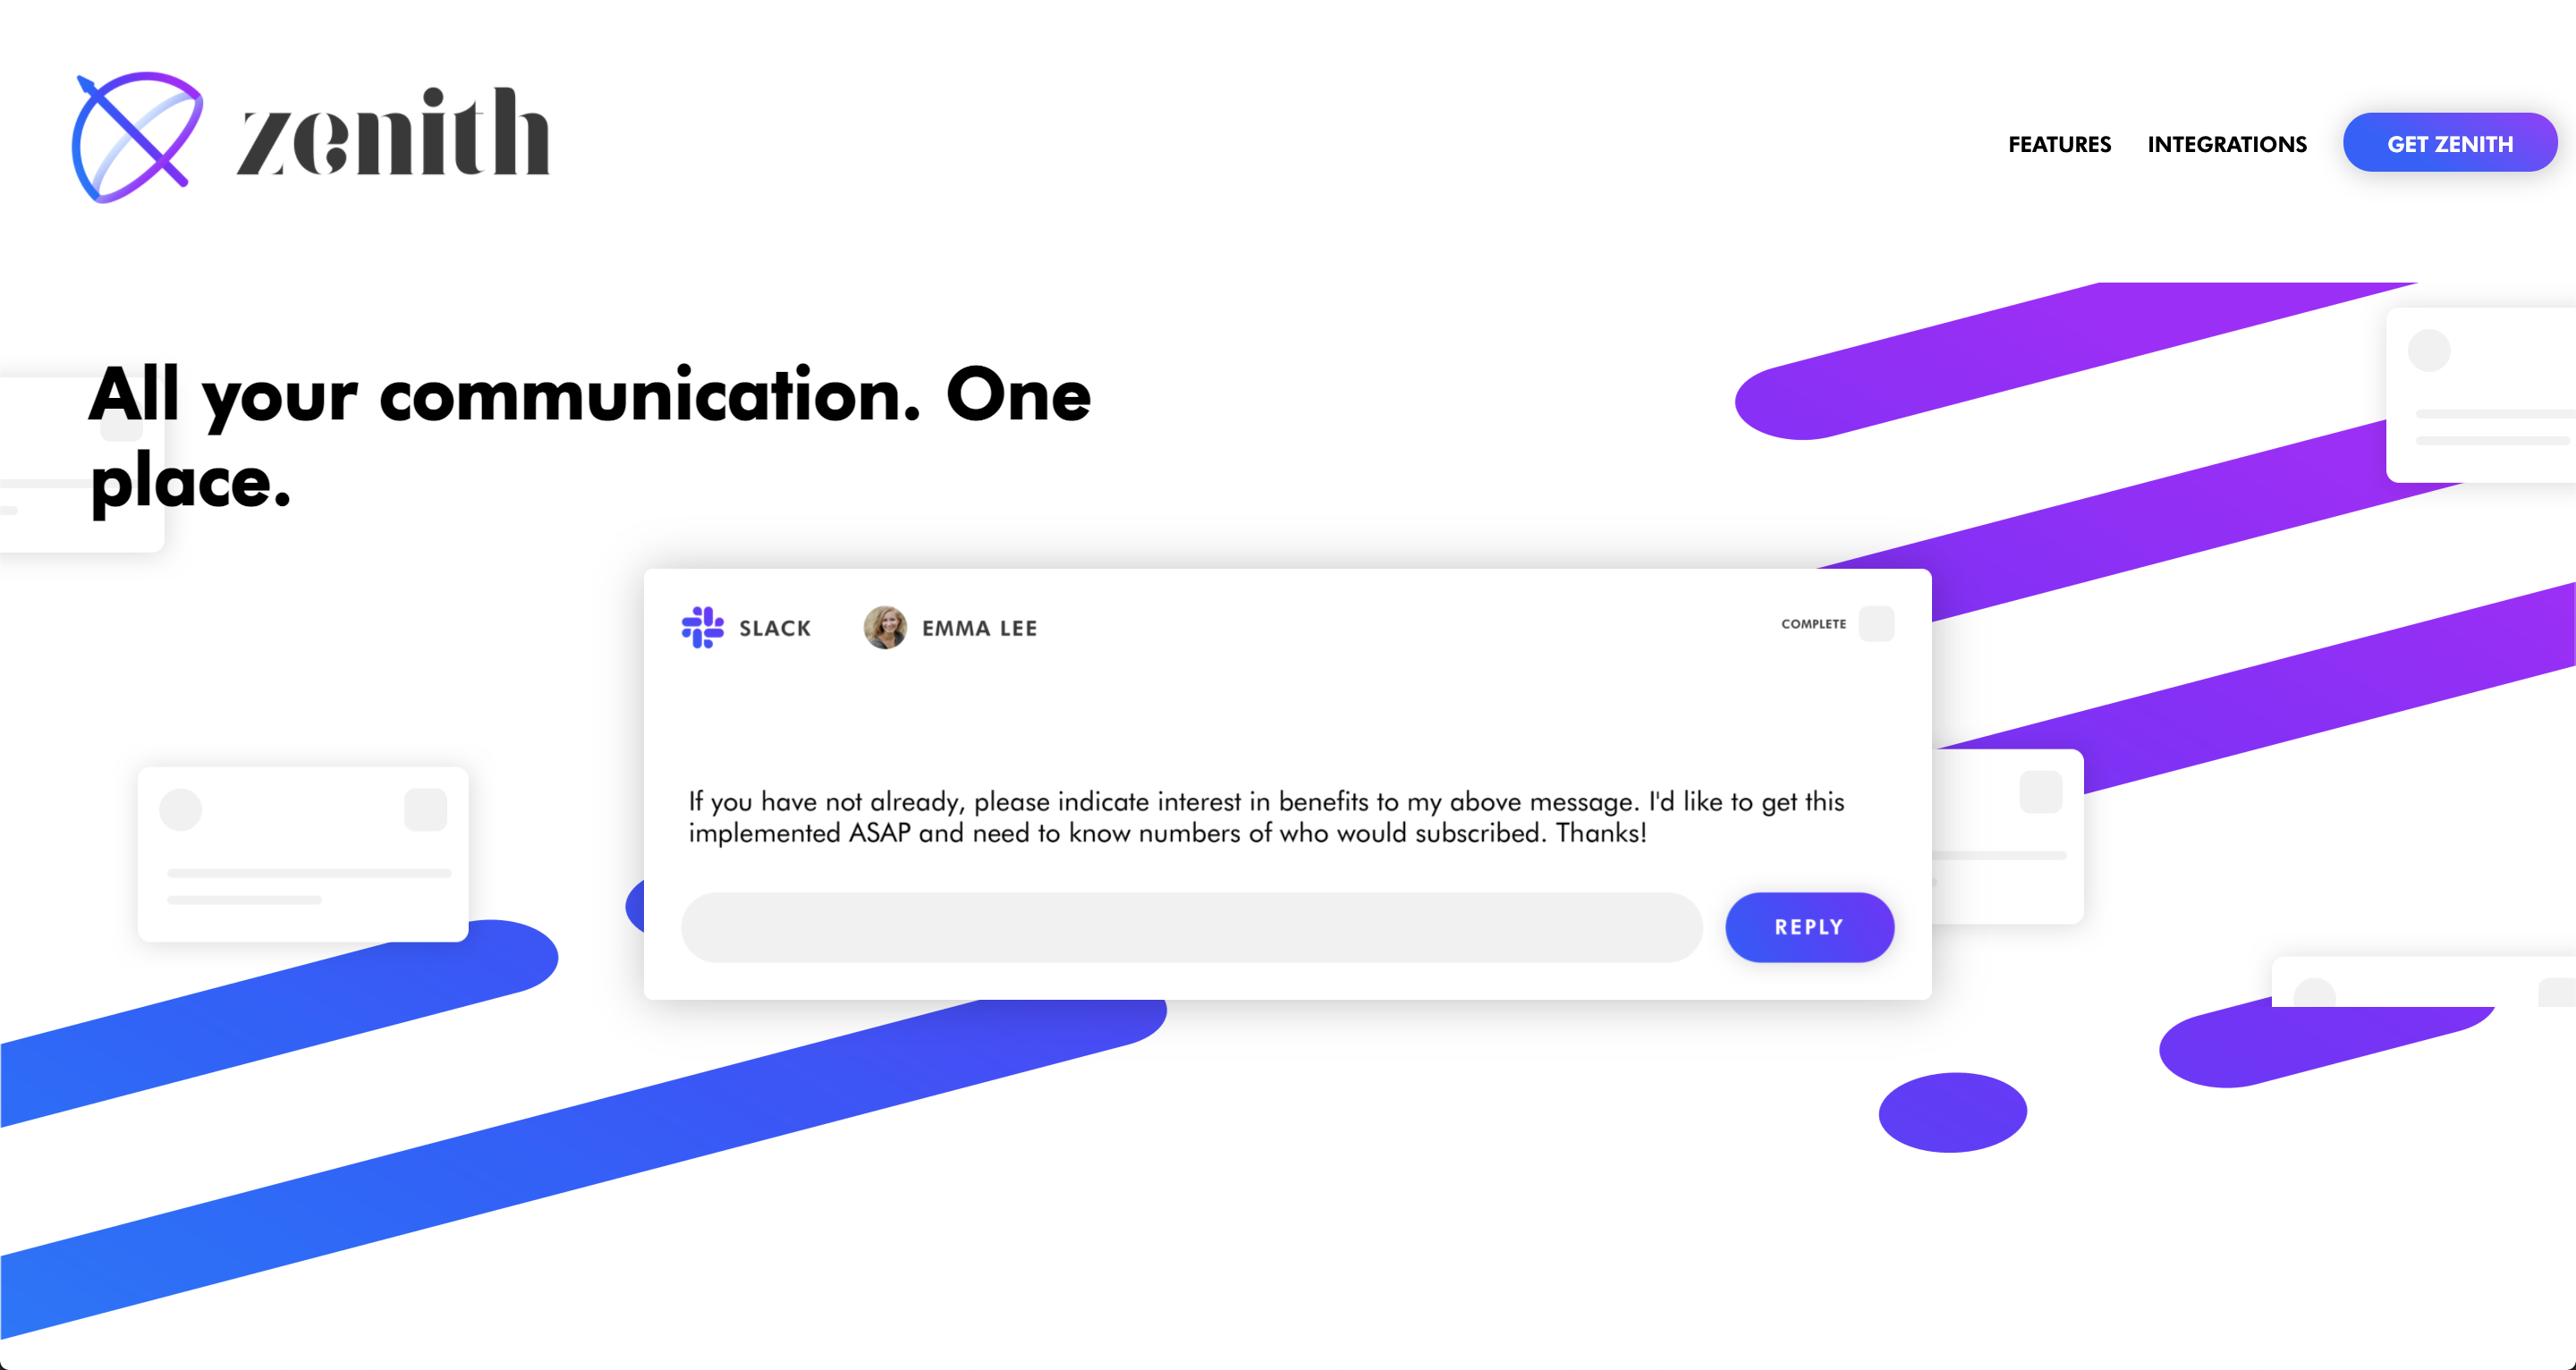 zenith
FEATURES INTEGRATIONS GET ZENITH
All your communication. One
place.
SLACK EMMA LEE COMPLETE
If you have not already, please indicate interest in benefits to my above message. I'd like to get this
implemented ASAP and need to know numbers of who would subscribed. Thanks!
REPLY